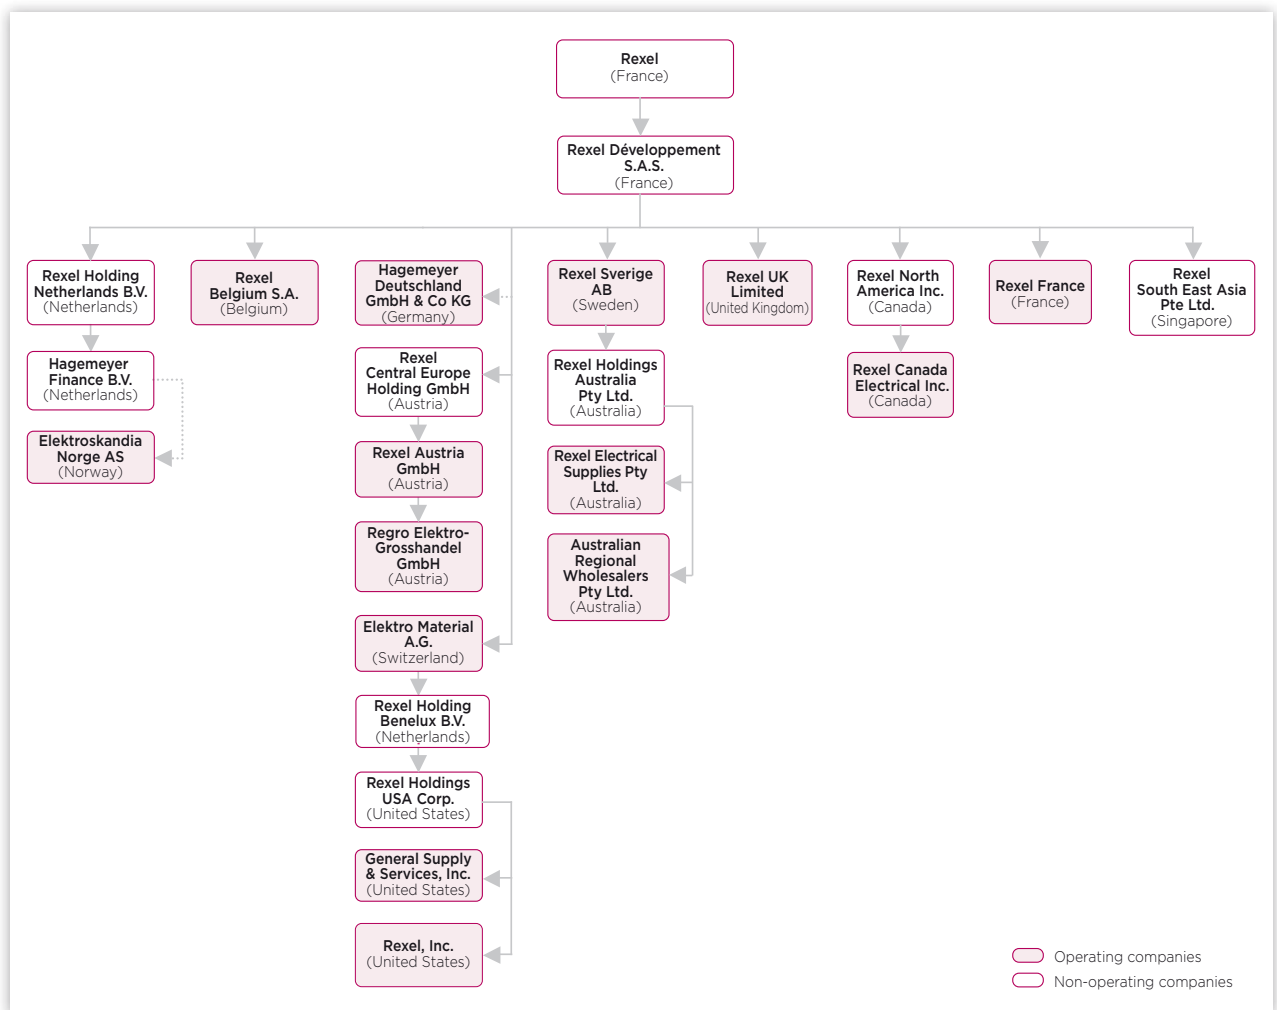 Rexel
(France)
Rexel Développement
S.A.S.
(France)
Rexel Holding
Netherlands B.V.
(Netherlands)
Rexel
Belgium S.A.
(Belgium)
Hagemeyer
Deutschland
GmbH & Co KG
(Germany)
Rexel Sverige
AB
(Sweden)
Rexel UK
Limited
(United Kingdom)
Rexel North
America Inc.
(Canada)
Rexel France
(France)
Rexel
South East Asia
Pte Ltd.
(Singapore)
Hagemeyer
Finance B.V.
(Netherlands)
Elektroskandia
Norge AS
(Norway)
Rexel
Central Europe
Holding GmbH
(Austria)
Rexel Austria
GmbH
(Austria)
Regro Elektro-
Grosshandel
GmbH
(Austria)
Elektro Material
A.G.
(Switzerland)
Rexel Holding
Benelux B.V.
(Netherlands)
Rexel Holdings
USA Corp.
(United States)
General Supply
& Services, Inc.
(United States)
Rexel, Inc.
(United States)
Rexel Holdings
Australia
Pty Ltd.
(Australia)
Rexel Electrical
Supplies Pty
Ltd.
(Australia)
Australian
Regional
Wholesalers
Pty Ltd.
(Australia)
Rexel Canada
Electrical Inc.
(Canada)
Operating companies
Non-operating companies